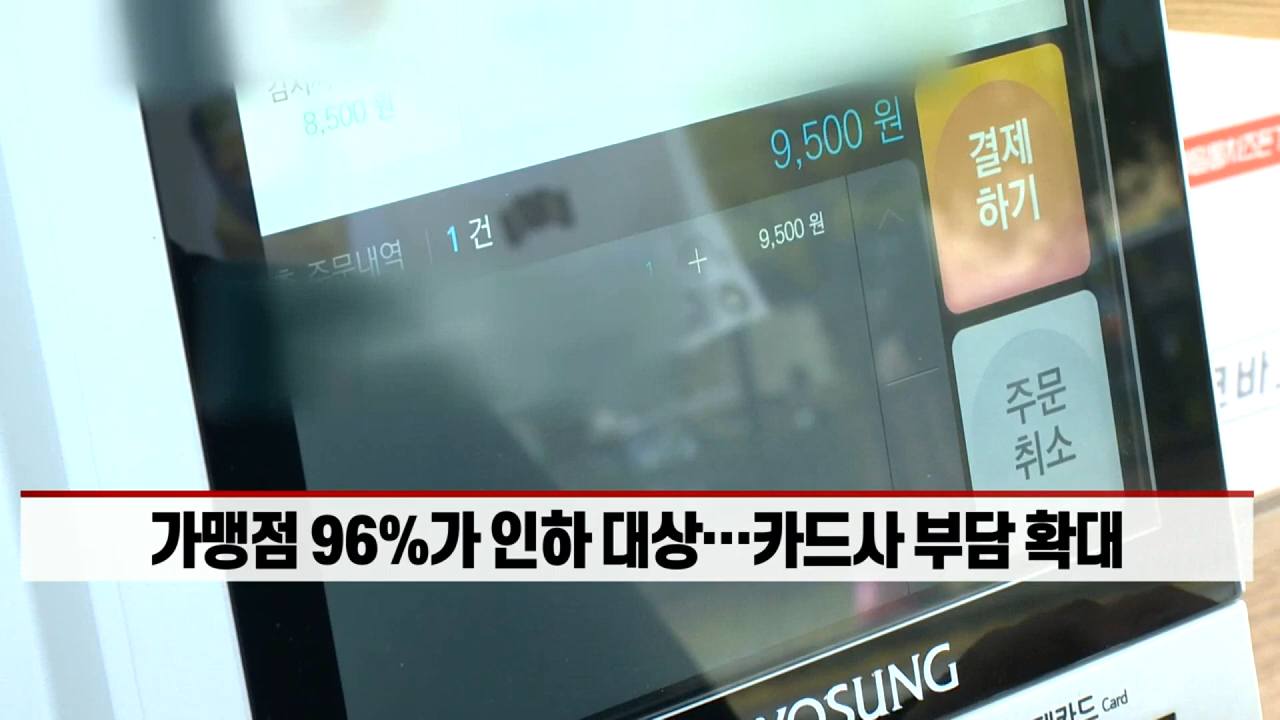 8,500 원
9,500 원
주문내역 1 건
1 + 9,500 원
결제
하기
주문
취소
가맹점 96%가 인하 대상…카드사 부담 확대
YOSUNG
Card